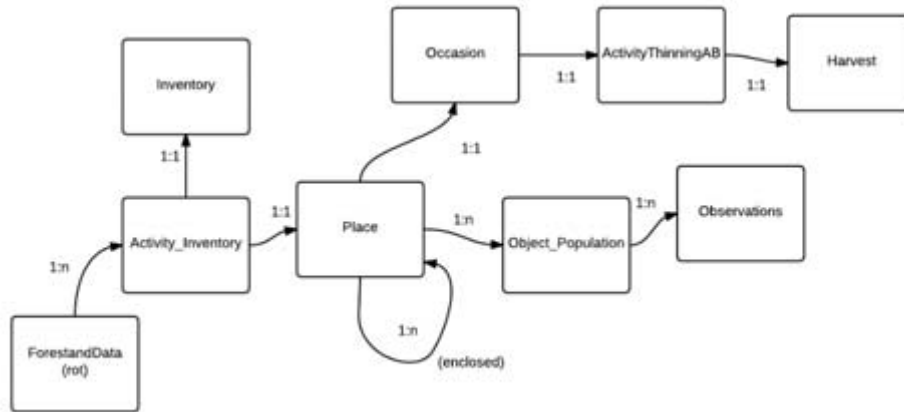 Occasion
ActivityThinningAB
Harvest
1:1
1:1
Inventory
1:1
1:1
Activity_Inventory
1:1
Place
1:n
Object_Population
1:n
Observations
1:n
1:n
(enclosed)
ForestandData
(rot)